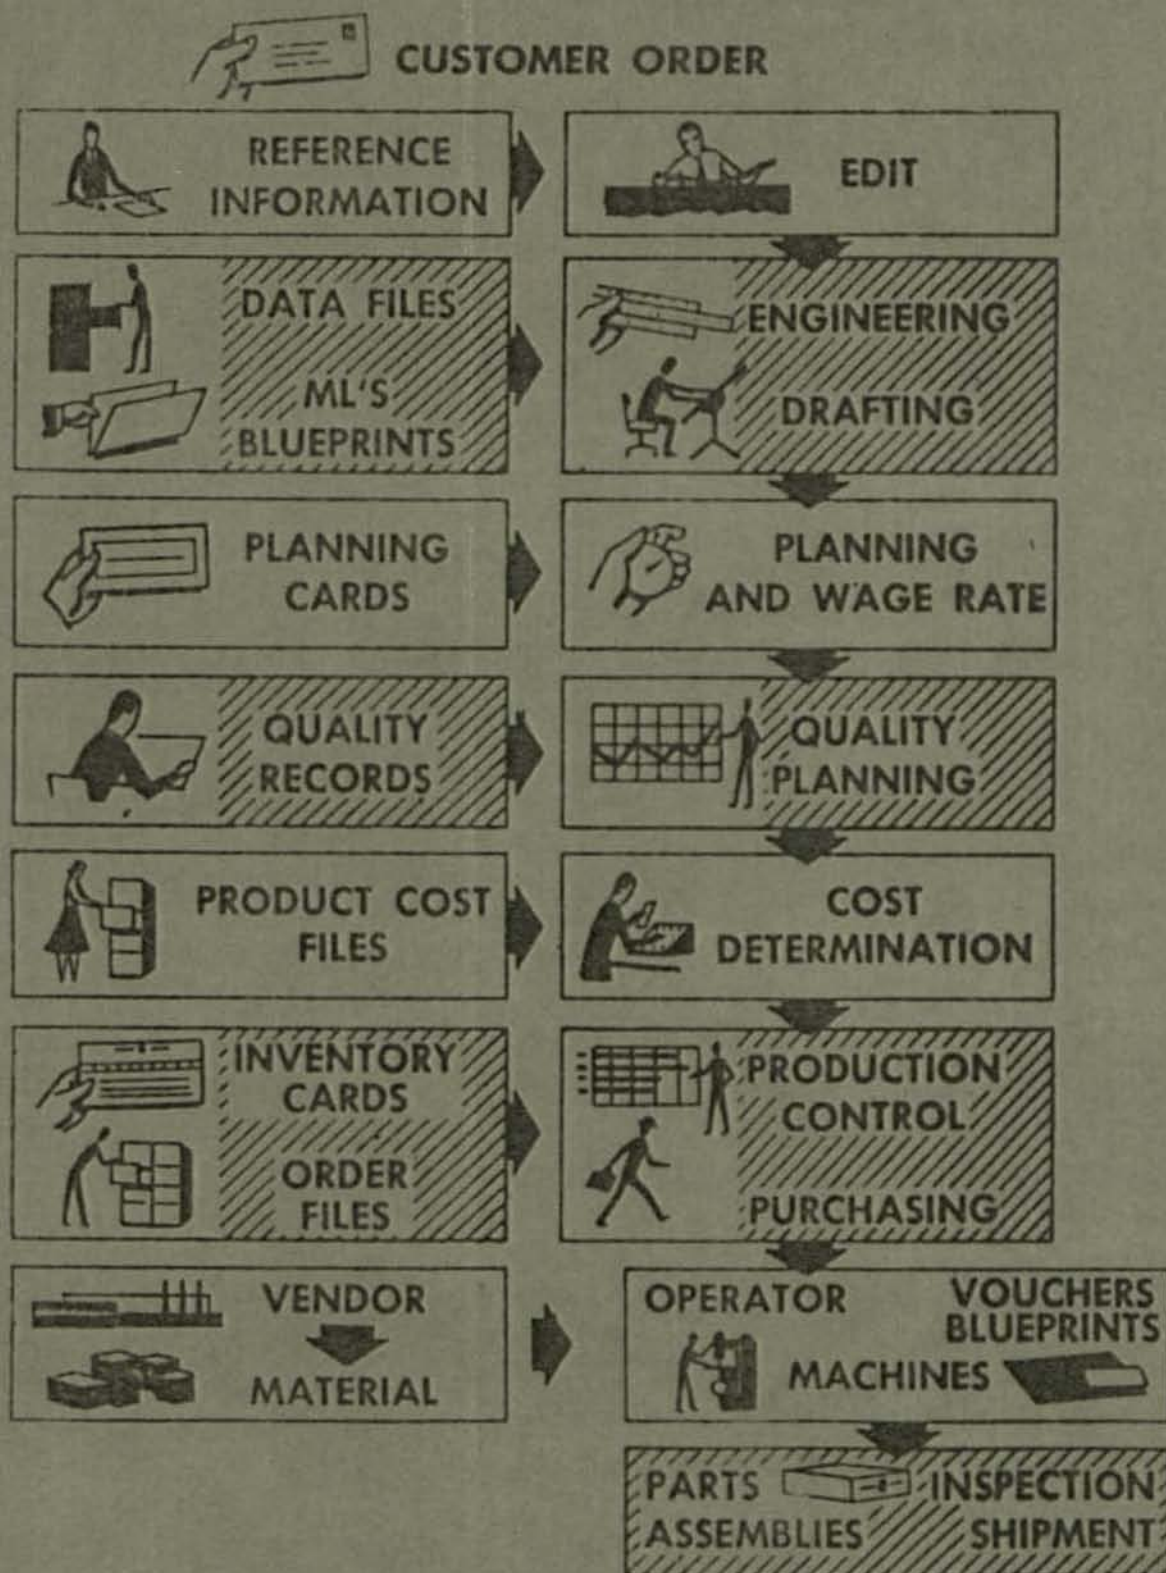 CUSTOMER ORDER
REFERENCE
INFORMATION
EDIT
DATA FILES
ML'S
BLUEPRINTS
ENGINEERING
DRAFTING
PLANNING
CARDS
PLANNING
AND WAGE RATE
QUALITY
RECORDS
QUALITY
PLANNING
PRODUCT COST
FILES
COST
DETERMINATION
INVENTORY
CARDS
ORDER
FILES
PRODUCTION
CONTROL
PURCHASING
VENDOR
MATERIAL
OPERATOR
MACHINES
VOUCHERS
BLUEPRINTS
PARTS
ASSEMBLIES
INSPECTION
SHIPMENT